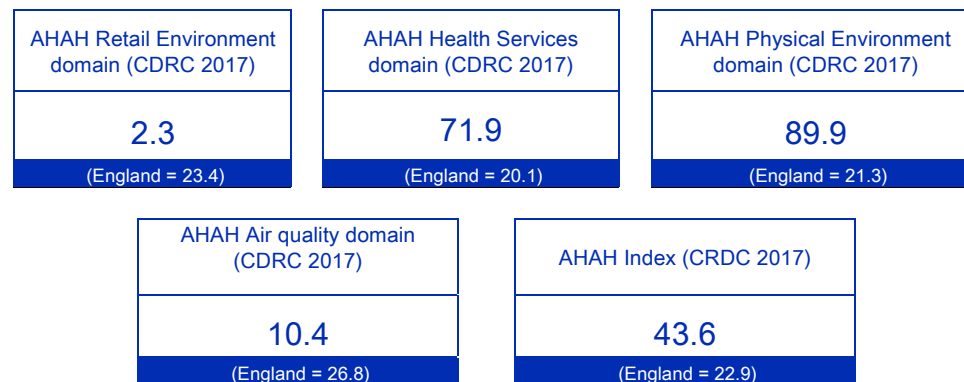 AHAH Retail Environment
domain (CDRC 2017)
2.3
(England = 23.4)
AHAH Health Services
domain (CDRC 2017)
71.9
(England = 20.1)
AHAH Physical Environment
domain (CDRC 2017)
89.9
(England = 21.3)
AHAH Air quality domain
(CDRC 2017)
10.4
(England = 26.8)
AHAH Index (CRDC 2017)
43.6
(England = 22.9)